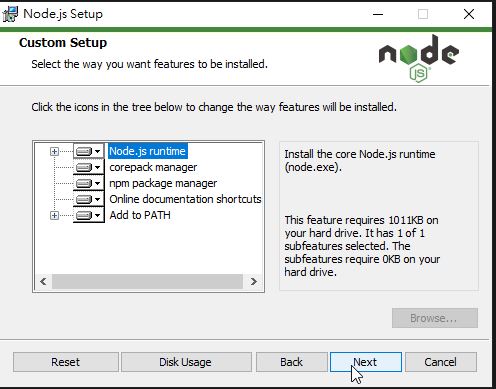 Node.js Setup
Custom Setup
Select the way you want features to be installed.
node
JS
Click the icons in the tree below to change the way features will be installed.
Node.js runtime
corepack manager
npm package manager
Online documentation shortcuts
Add to PATH
Install the core Node.js runtime
(node.exe).
This feature requires 1011KB on
your hard drive. It has 1 of 1
subfeatures selected. The
subfeatures require 0KB on your
hard drive.
Browse...
Reset
Disk Usage
Back
Next
Cancel